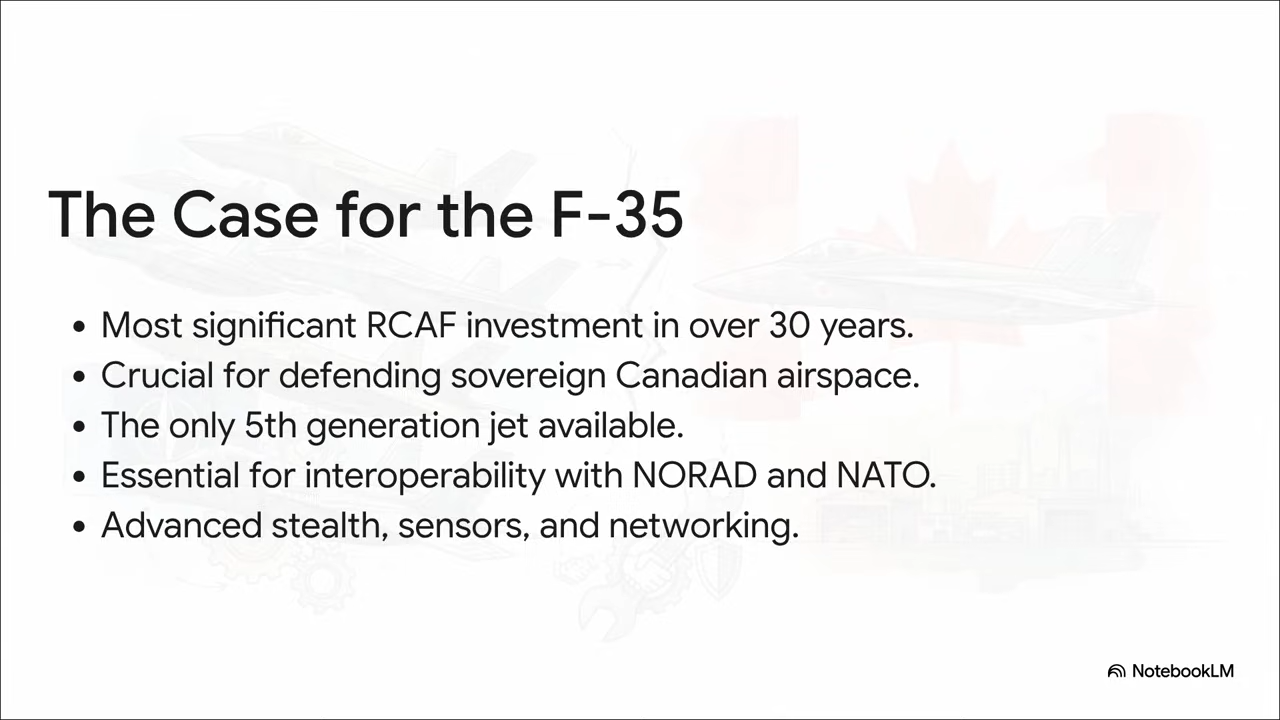 The Case for the F-35
• Most significant RCAF investment in over 30 years.
• Crucial for defending sovereign Canadian airspace.
• The only 5th generation jet available.
• Essential for interoperability with NORAD and NATO.
• Advanced stealth, sensors, and networking.
NotebookLM